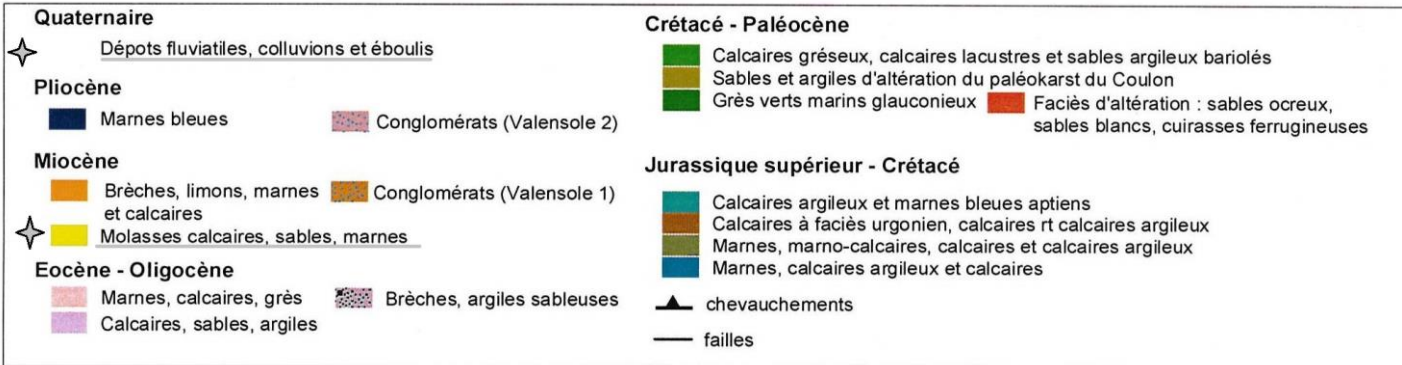 Quaternaire
Dépots fluviatiles, colluvions et éboulis
Pliocène
Marnes bleues
Conglomérats (Valensole 2)
Miocène
Brèches, limons, marnes
et calcaires
Conglomérats (Valensole 1)
Molasses calcaires, sables, marnes
Eocène - Oligocène
Marnes, calcaires, grès
Brèches, argiles sableuses
Calcaires, sables, argiles
Crétacé - Paléocène
Calcaires gréseux, calcaires lacustres et sables argileux bariolés
Sables et argiles d'altération du paléokarst du Coulon
Grès verts marins glauconieux
Faciès d'altération : sables ocreux,
sables blancs, cuirasses ferrugineuses
Jurassique supérieur - Crétacé
Calcaires argileux et marnes bleues aptiens
Calcaires à faciès urgonien, calcaires rt calcaires argileux
Marnes, marno-calcaires, calcaires et calcaires argileux
Marnes, calcaires argileux et calcaires
chevauchements
failles